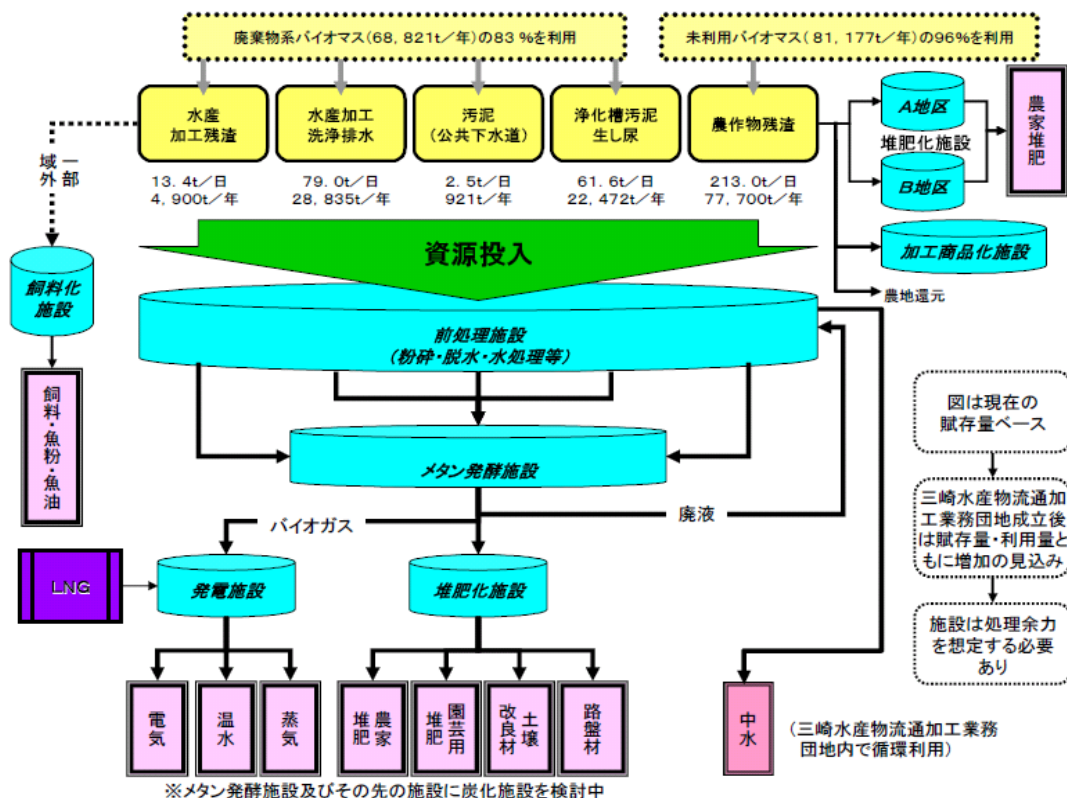 廃棄物系バイオマス(68, 821t/年)の83 %を利用
未利用バイオマス( 81, 177t/年)の96%を利用
水産
加工残渣
水産加工
洗浄排水
汚泥
(公共下水道)
浄化槽汚泥
生し尿
農作物残渣
13. 4t/日
4, 900t/年
79. 0t/日
28, 835t/年
2. 5t/日
921t/年
61. 6t/日
22, 472t/年
213. 0t/日
77, 700t/年
一部
域外
A地区
堆肥化施設
B地区
農家堆肥
加工商品化施設
農地還元
資源投入
飼料化
施設
飼料・魚粉・魚油
前処理施設
(粉砕・脱水・水処理等)
メタン発酵施設
バイオガス
廃液
LNG
発電施設
堆肥化施設
電気
温水
蒸気
農家
堆肥
園芸用
堆肥
土壌
改良材
路盤材
中水
(三崎水産物流通加工業務
団地内で循環利用)
図は現在の
賦存量ベース
三崎水産物流通加
工業務団地成立後
は賦存量・利用量と
もに増加の見込み
施設は処理余力
を想定する必要
あり
※メタン発酵施設及びその先の施設に炭化施設を検討中